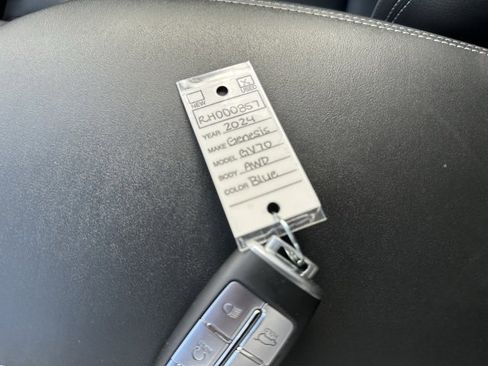 NEW USED
RH000857
YEAR 2024
MAKE Genesis
MODEL GV70
BODY AWD
COLOR Blue